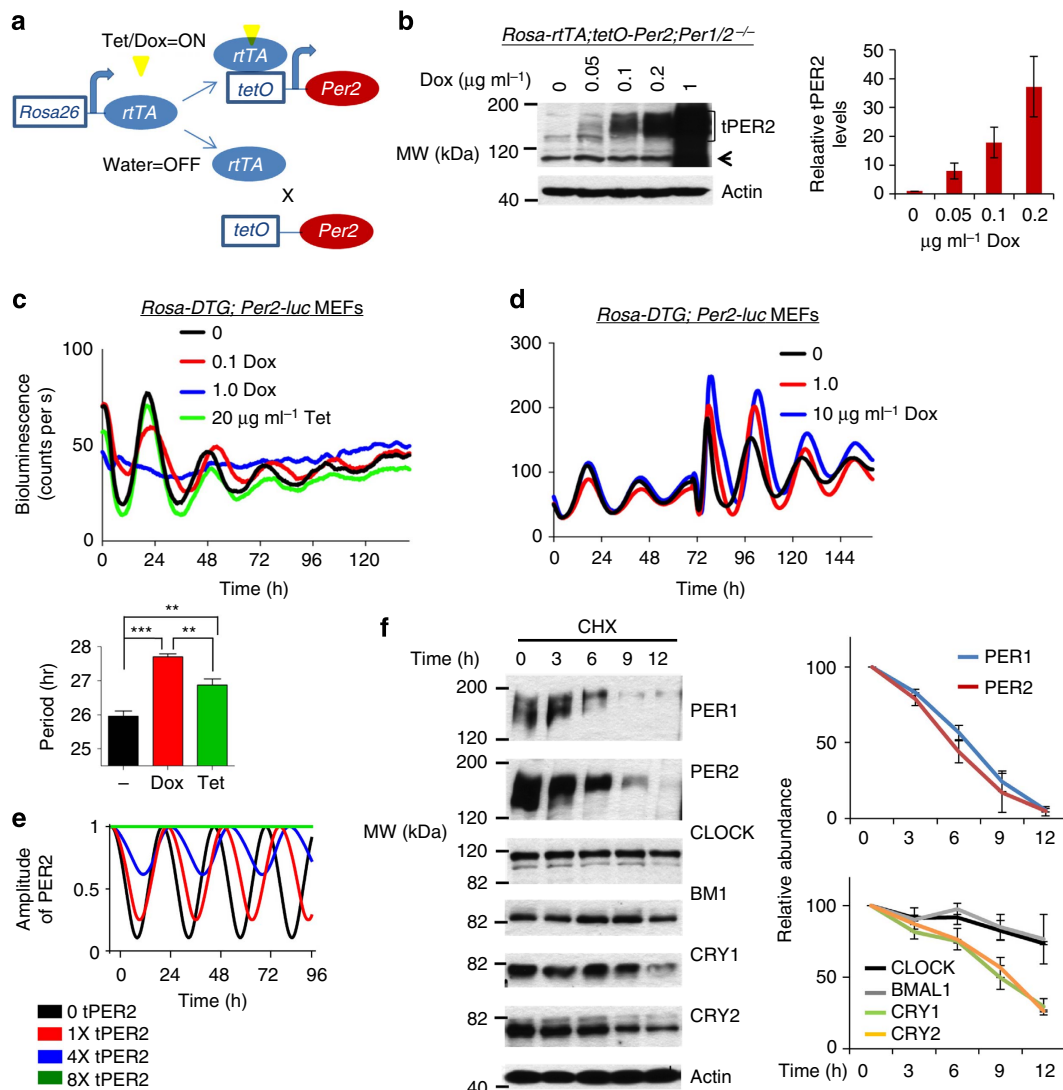 a
Tet/Dox=ON
rtTA
tetO
Per2
Rosa26
rtTA
Water=OFF
rtTA
X
tetO
Per2
b
Rosa-rtTA;tetO-Per2;Per1/2⁻/⁻
Dox (µg ml⁻¹)
0 0.05 0.1 0.2 1
200
120
40
MW (kDa)
tPER2
Actin
Relaative tPER2 levels
50
40
30
20
10
0
0 0.05 0.1 0.2
µg ml⁻¹ Dox
c
Rosa-DTG; Per2-luc MEFs
0
0.1 Dox
1.0 Dox
20 µg ml⁻¹ Tet
Bioluminescence
(counts per s)
100
50
0
0 24 48 72 96 120
Time (h)
Period (hr)
28
27
26
25
**
*** **
– Dox Tet
d
Rosa-DTG; Per2-luc MEFs
0
1.0
10 µg ml⁻¹ Dox
300
200
100
0
0 24 48 72 96 120 144
Time (h)
e
Amplitude
of PER2
1
0.5
0
0 24 48 72 96
Time (h)
0 tPER2
1X tPER2
4X tPER2
8X tPER2
f
CHX
Time (h) 0 3 6 9 12
200
120
PER1
200
120
PER2
MW (kDa)
CLOCK
120
82
BM1
82
CRY1
82
CRY2
82
Actin
40
Relative abundance
PER1
PER2
100
50
0
0 3 6 9 12
CLOCK
BMAL1
CRY1
CRY2
100
50
0
Time (h) 0 3 6 9 12